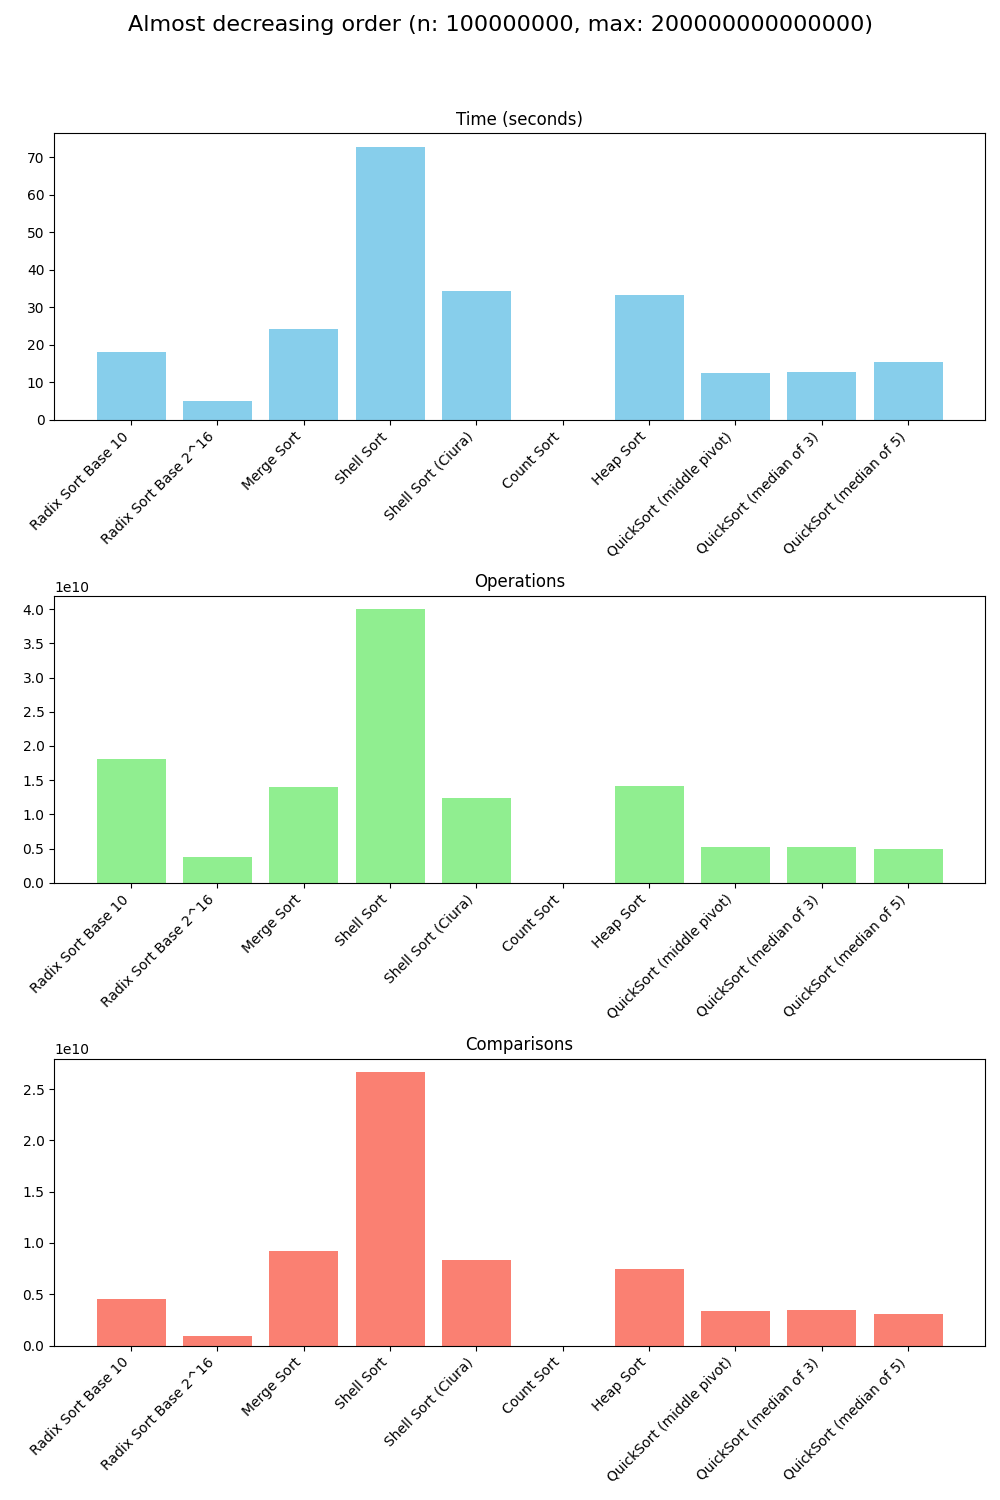 Almost decreasing order (n: 100000000, max: 200000000000000)
Time (seconds)
70
60
50
40
30
20
10
0
Radix Sort Base 10
Radix Sort Base 2^16
Merge Sort
Shell Sort
Shell Sort (Ciura)
Count Sort
Heap Sort
QuickSort (middle pivot)
QuickSort (median of 3)
QuickSort (median of 5)
Operations
1e10
4.0
3.5
3.0
2.5
2.0
1.5
1.0
0.5
0.0
Radix Sort Base 10
Radix Sort Base 2^16
Merge Sort
Shell Sort
Shell Sort (Ciura)
Count Sort
Heap Sort
QuickSort (middle pivot)
QuickSort (median of 3)
QuickSort (median of 5)
Comparisons
1e10
2.5
2.0
1.5
1.0
0.5
0.0
Radix Sort Base 10
Radix Sort Base 2^16
Merge Sort
Shell Sort
Shell Sort (Ciura)
Count Sort
Heap Sort
QuickSort (middle pivot)
QuickSort (median of 3)
QuickSort (median of 5)